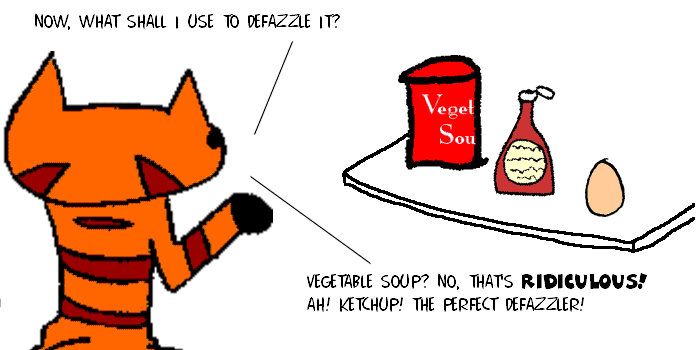 NOW, WHAT SHALL I USE TO DEFAZZLE IT?
Veget
Sou
VEGETABLE SOUP? NO, THAT'S RIDICULOUS!
AH! KETCHUP! THE PERFECT DEFAZZLER!